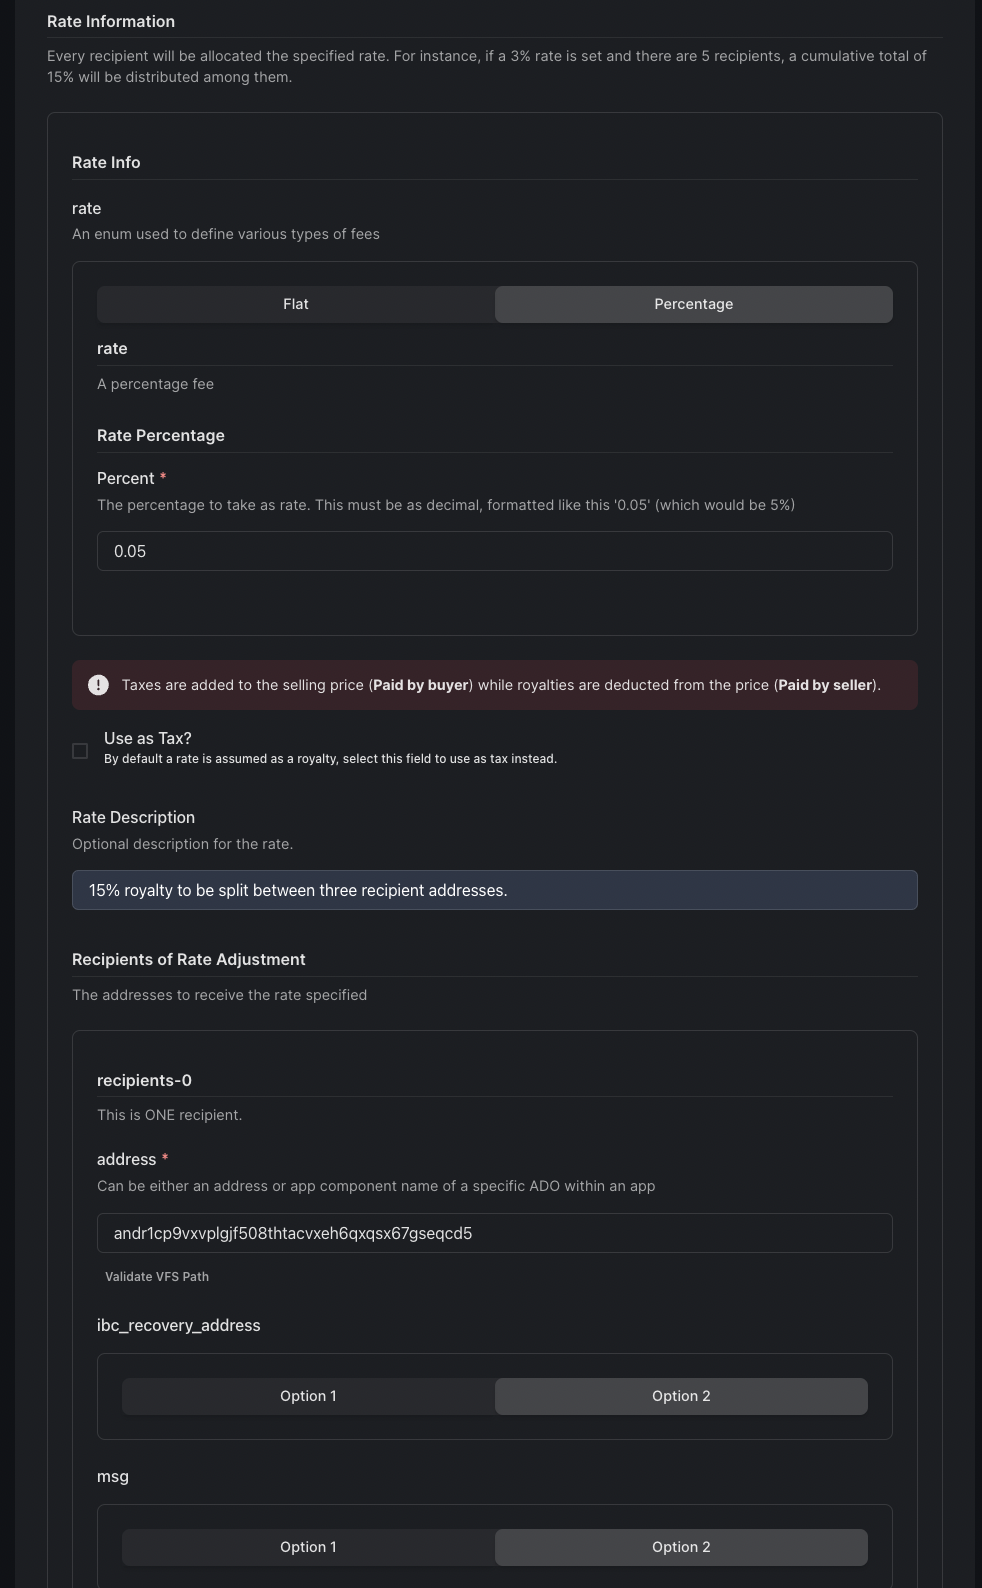 Rate Information
Every recipient will be allocated the specified rate. For instance, if a 3% rate is set and there are 5 recipients, a cumulative total of
15% will be distributed among them.
Rate Info
rate
An enum used to define various types of fees
Flat
Percentage
rate
A percentage fee
Rate Percentage
Percent *
The percentage to take as rate. This must be as decimal, formatted like this '0.05' (which would be 5%)
0.05
Taxes are added to the selling price (Paid by buyer) while royalties are deducted from the price (Paid by seller).
Use as Tax?
By default a rate is assumed as a royalty, select this field to use as tax instead.
Rate Description
Optional description for the rate.
15% royalty to be split between three recipient addresses.
Recipients of Rate Adjustment
The addresses to receive the rate specified
recipients-0
This is ONE recipient.
address *
Can be either an address or app component name of a specific ADO within an app
andr1cp9vxvplgjf508thtacvxeh6qxqsx67gseqcd5
Validate VFS Path
ibc_recovery_address
Option 1
Option 2
msg
Option 1
Option 2